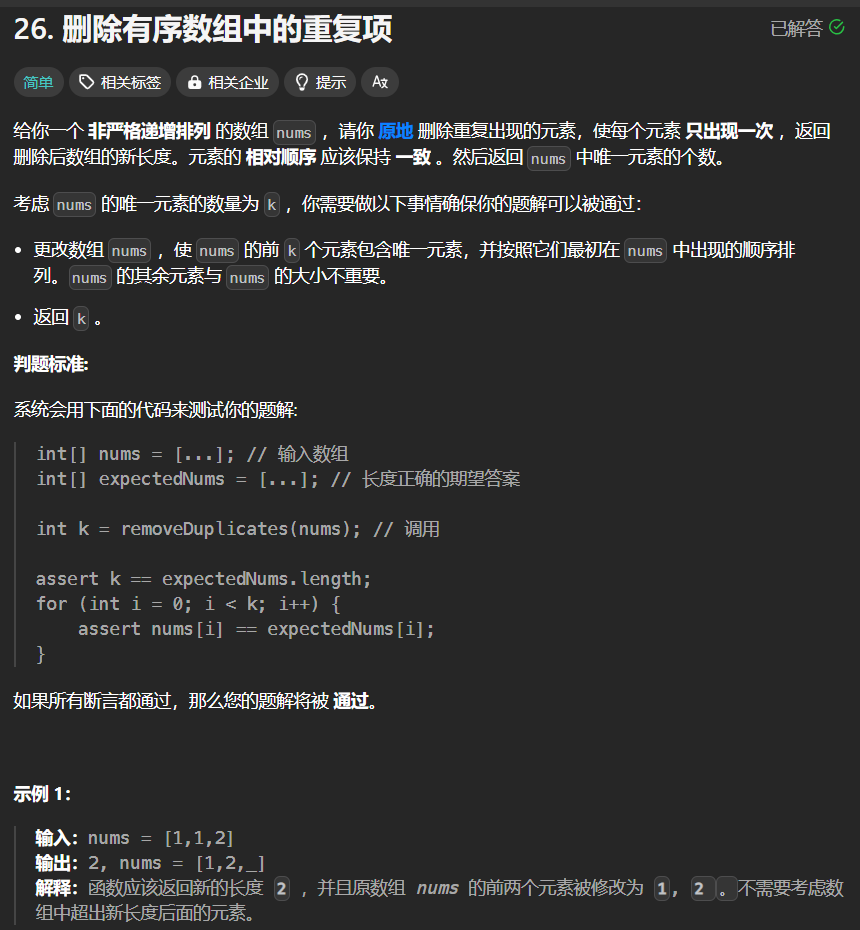 26. 删除有序数组中的重复项
已解答
简单 相关标签 相关企业 提示 Aж
给你一个 非严格递增排列 的数组 nums ，请你 原地 删除重复出现的元素，使每个元素 只出现一次 ，返回
删除后数组的新长度。元素的 相对顺序 应该保持 一致 。然后返回 nums 中唯一元素的个数。
考虑 nums 的唯一元素的数量为 k ，你需要做以下事情确保你的题解可以被通过：
• 更改数组 nums ，使 nums 的前 k 个元素包含唯一元素，并按照它们最初在 nums 中出现的顺序排
列。nums 的其余元素与 nums 的大小不重要。
• 返回 k 。
判题标准:
系统会用下面的代码来测试你的题解:
int[] nums = [...]; // 输入数组
int[] expectedNums = [...]; // 长度正确的期望答案
int k = removeDuplicates(nums); // 调用
assert k == expectedNums.length;
for (int i = 0; i < k; i++) {
    assert nums[i] == expectedNums[i];
}
如果所有断言都通过，那么您的题解将被 通过。
示例 1：
输入：nums = [1,1,2]
输出：2, nums = [1,2,_]
解释：函数应该返回新的长度 2 ，并且原数组 nums 的前两个元素被修改为 1, 2 。不需要考虑数
组中超出新长度后面的元素。